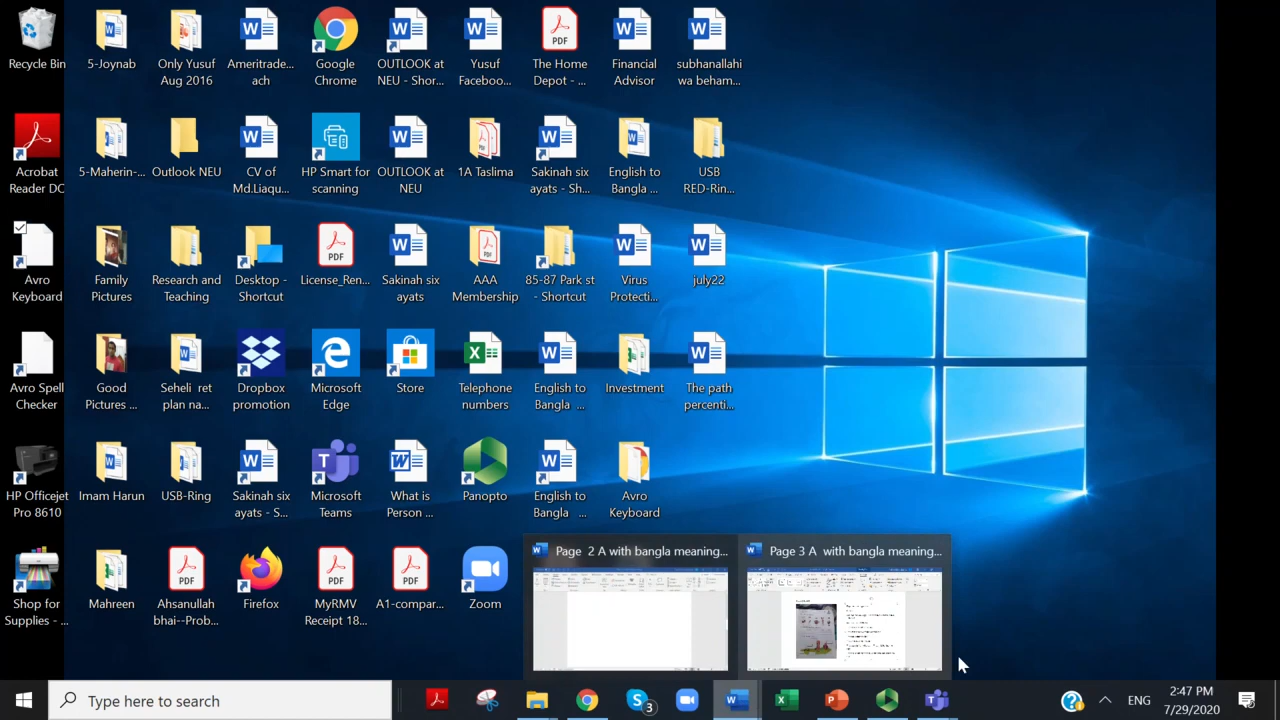 Recycle Bin
5-Joynab
Only Yusuf
Aug 2016
Ameritrade...
ach
Google
Chrome
OUTLOOK at
NEU - Shor...
Yusuf
Faceboo...
The Home
Depot - ...
Financial
Advisor
subhanallahi
wa beham...
Acrobat
Reader DC
5-Maherin-...
Outlook NEU
CV of
Md.Liaqu...
HP Smart for
scanning
OUTLOOK at
NEU
1A Taslima
Sakinah six
ayats - Sh...
English to
Bangla ...
USB
RED-Rin...
Avro
Keyboard
Family
Pictures
Research and
Teaching
Desktop -
Shortcut
License_Ren...
Sakinah six
ayats
AAA
Membership
85-87 Park st
- Shortcut
Virus
Protecti...
july22
Avro Spell
Checker
Good
Pictures ...
Seheli ret
plan na...
Dropbox
promotion
Microsoft
Edge
Store
Telephone
numbers
English to
Bangla ...
Investment
The path
percenti...
HP Officejet
Pro 8610
Imam Harun
USB-Ring
Sakinah six
ayats - S...
Microsoft
Teams
What is
Person ...
Panopto
English to
Bangla ...
Avro
Keyboard
Shop for
Supplies - ...
Mahreen
Ahsanullah
Firefox
MyRMV
Receipt 18...
A1-compar...
Zoom
Page 2 A with bangla meaning...
Page 3 A with bangla meaning...
Type here to search
3
ENG
2:47 PM
7/29/2020